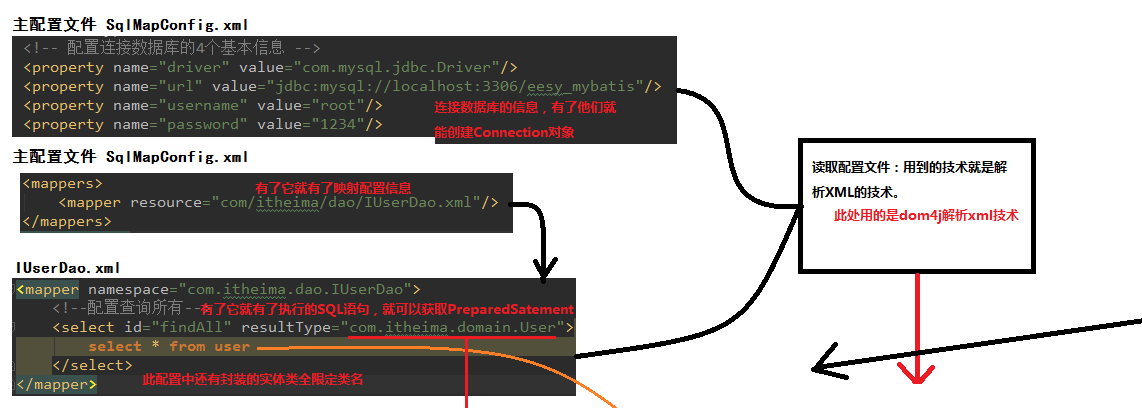 主配置文件 SqlMapConfig.xml
<!-- 配置连接数据库的4个基本信息 -->
<property name="driver" value="com.mysql.jdbc.Driver"/>
<property name="url" value="jdbc:mysql://localhost:3306/eesy_mybatis"/>
<property name="username" value="root"/>
<property name="password" value="1234"/>
连接数据库的信息，有了他们就
能创建Connection对象
主配置文件 SqlMapConfig.xml
<mappers>
有了它就有了映射配置信息
<mapper resource="com/itheima/dao/IUserDao.xml"/>
</mappers>
IUserDao.xml
<mapper namespace="com.itheima.dao.IUserDao">
<!--配置查询所有--
有了它就有了执行的SQL语句，就可以获取PreparedSatement
<select id="findAll" resultType="com.itheima.domain.User">
select * from user
</select>
此配置中还有封装的实体类全限定类名
</mapper>
读取配置文件：用到的技术就是解
析XML的技术。
此处用的是dom4j解析xml技术